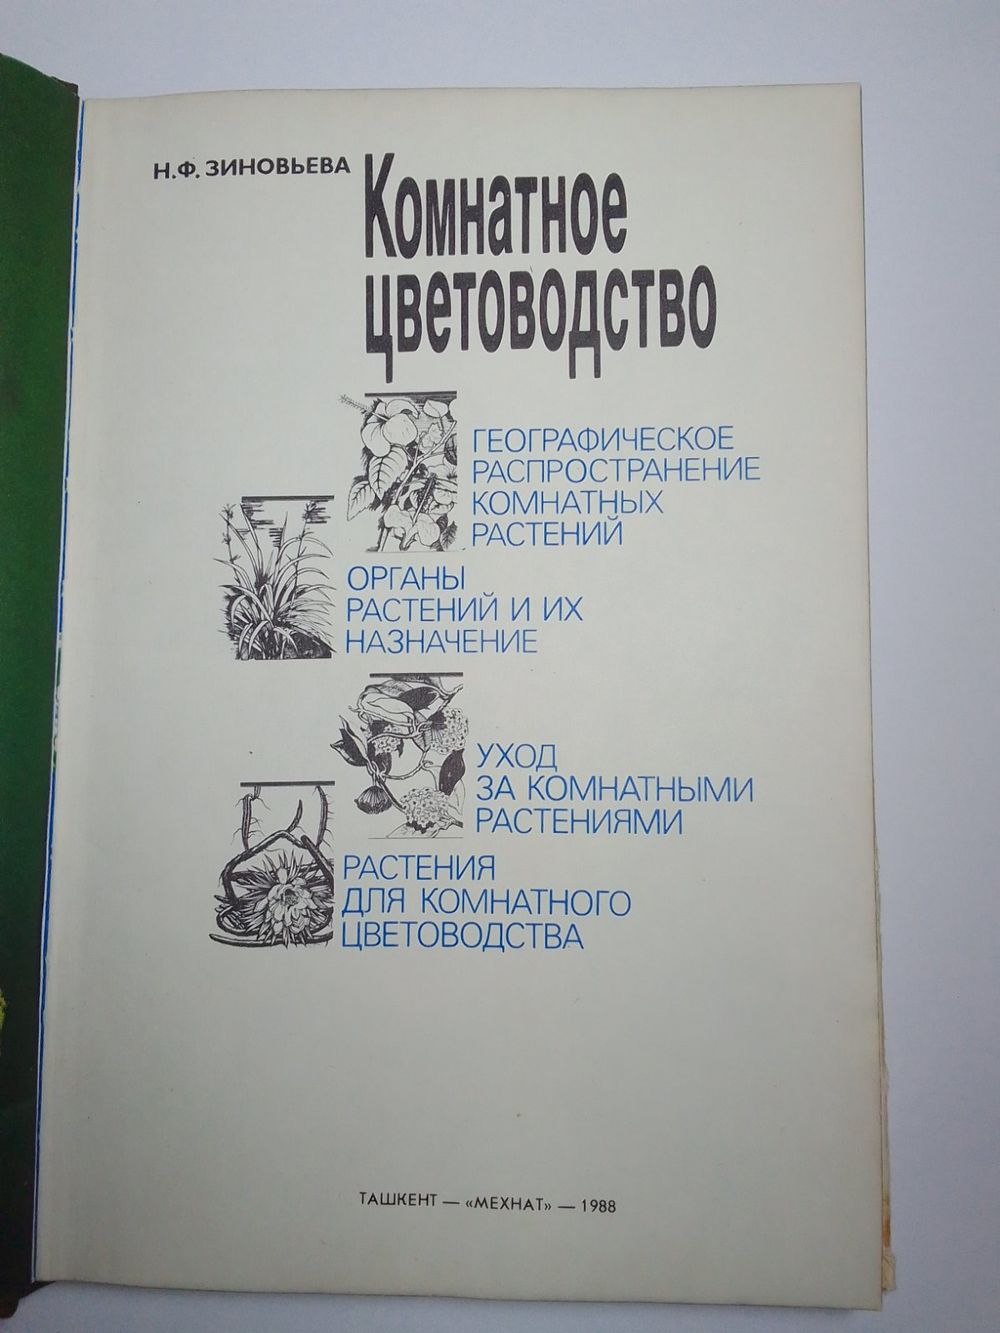 Н.Ф. ЗИНОВЬЕВА
Комнатное
цветоводство
ГЕОГРАФИЧЕСКОЕ
РАСПРОСТРАНЕНИЕ
КОМНАТНЫХ
РАСТЕНИЙ
ОРГАНЫ
РАСТЕНИЙ И ИХ
НАЗНАЧЕНИЕ
УХОД
ЗА КОМНАТНЫМИ
РАСТЕНИЯМИ
РАСТЕНИЯ
ДЛЯ КОМНАТНОГО
ЦВЕТОВОДСТВА
ТАШКЕНТ — «МЕХНАТ» — 1988